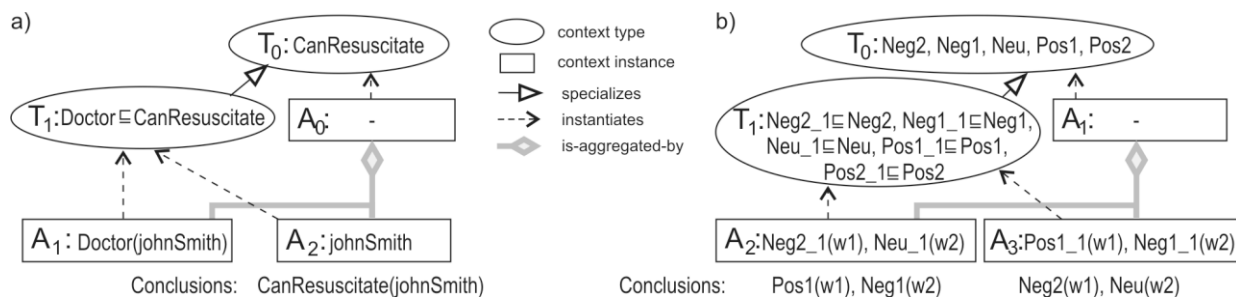 a)
T₀: CanResuscitate
T₁: Doctor ⊑ CanResuscitate
A₀: -
A₁: Doctor(johnSmith)
A₂: johnSmith
Conclusions: CanResuscitate(johnSmith)
context type
context instance
specializes
instantiates
is-aggregated-by
b)
T₀: Neg2, Neg1, Neu, Pos1, Pos2
T₁: Neg2_1⊑Neg2, Neg1_1⊑Neg1,
Neu_1⊑Neu, Pos1_1⊑Pos1,
Pos2_1⊑Pos2
A₁: -
A₂: Neg2_1(w1), Neu_1(w2)
A₃: Pos1_1(w1), Neg1_1(w2)
Conclusions: Pos1(w1), Neg1(w2) Neg2(w1), Neu(w2)